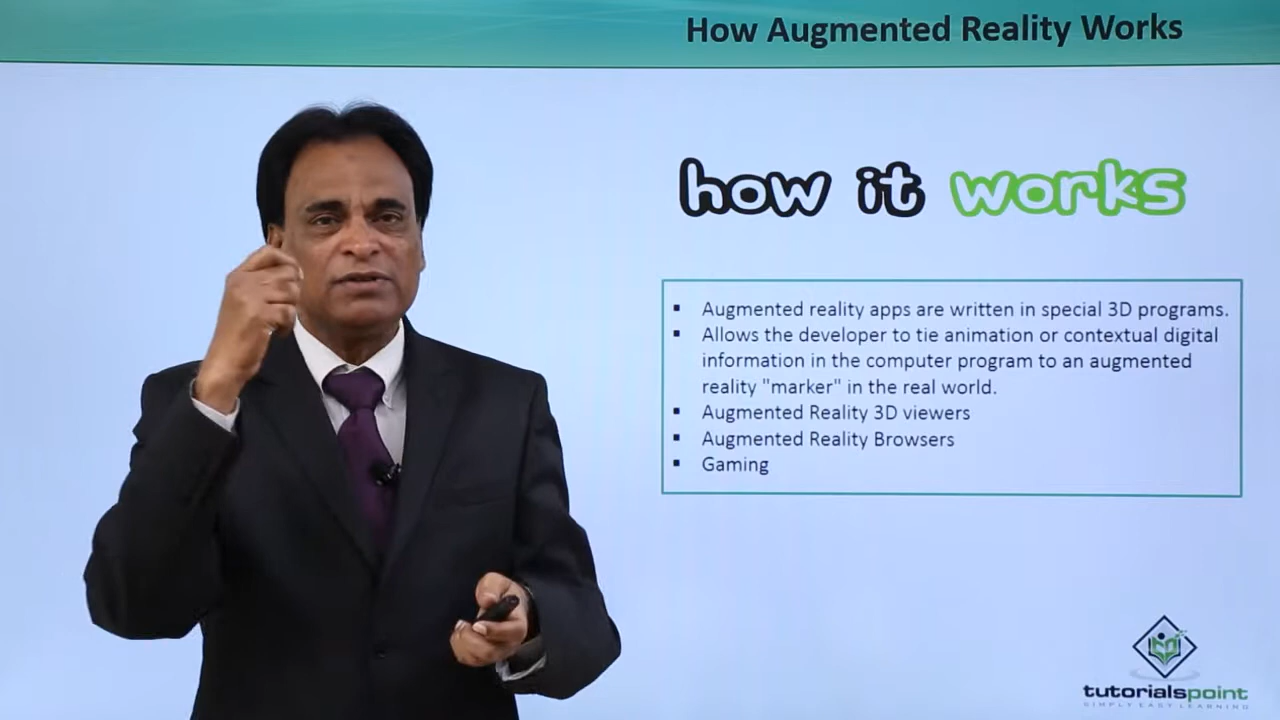 How Augmented Reality Works
how it works
▪ Augmented reality apps are written in special 3D programs.
▪ Allows the developer to tie animation or contextual digital
information in the computer program to an augmented
reality "marker" in the real world.
▪ Augmented Reality 3D viewers
▪ Augmented Reality Browsers
▪ Gaming
tutorialspoint
SIMPLY EASY LEARNING